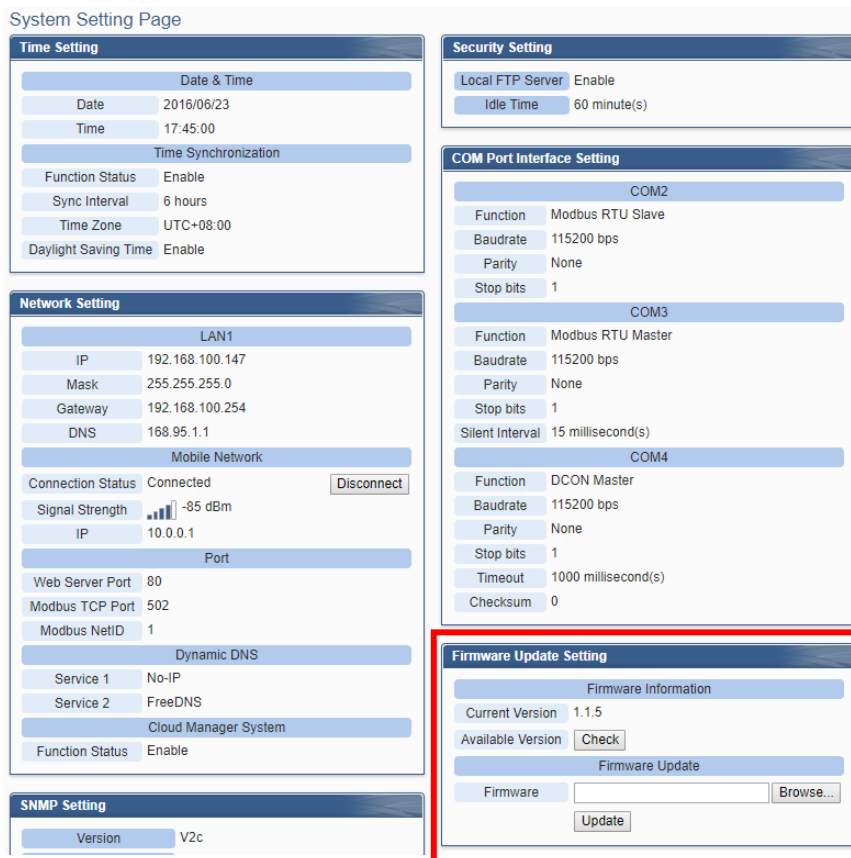 System Setting Page
Time Setting
Date & Time
Date 2016/06/23
Time 17:45:00
Time Synchronization
Function Status Enable
Sync Interval 6 hours
Time Zone UTC+08:00
Daylight Saving Time Enable
Network Setting
LAN1
IP 192.168.100.147
Mask 255.255.255.0
Gateway 192.168.100.254
DNS 168.95.1.1
Mobile Network
Connection Status Connected Disconnect
Signal Strength -85 dBm
IP 10.0.0.1
Port
Web Server Port 80
Modbus TCP Port 502
Modbus NetID 1
Dynamic DNS
Service 1 No-IP
Service 2 FreeDNS
Cloud Manager System
Function Status Enable
SNMP Setting
Version V2c
Security Setting
Local FTP Server Enable
Idle Time 60 minute(s)
COM Port Interface Setting
COM2
Function Modbus RTU Slave
Baudrate 115200 bps
Parity None
Stop bits 1
COM3
Function Modbus RTU Master
Baudrate 115200 bps
Parity None
Stop bits 1
Silent Interval 15 millisecond(s)
COM4
Function DCON Master
Baudrate 115200 bps
Parity None
Stop bits 1
Timeout 1000 millisecond(s)
Checksum 0
Firmware Update Setting
Firmware Information
Current Version 1.1.5
Available Version Check
Firmware Update
Firmware Browse...
Update